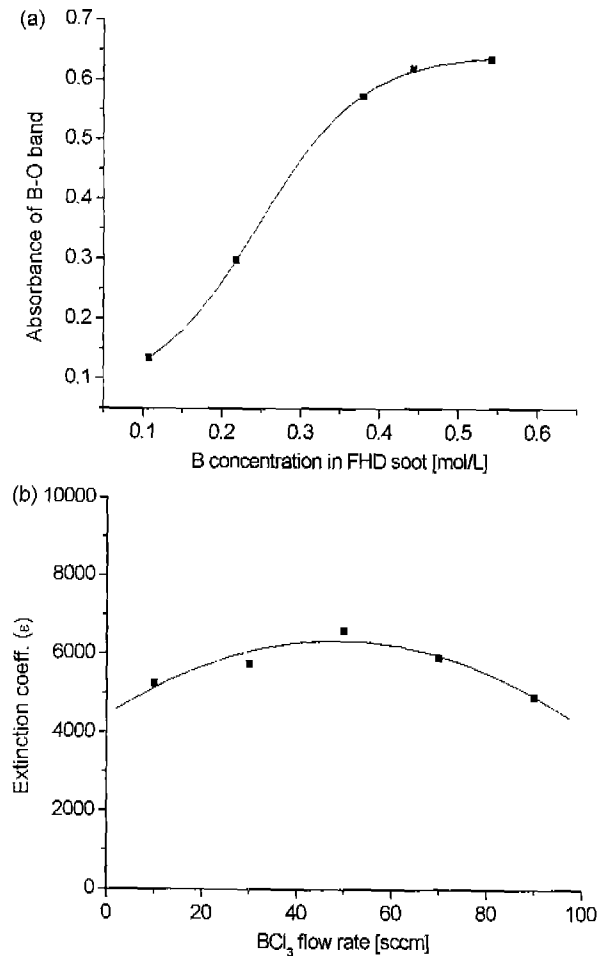 (a)
0.7
0.6
0.5
0.4
0.3
0.2
0.1
Absorbance of B-O band
0.1 0.2 0.3 0.4 0.5 0.6
B concentration in FHD soot [mol/L]
(b)
10000
8000
6000
4000
2000
0
Extinction coeff. (ε)
0 20 40 60 80 100
BCl₃ flow rate [sccm]